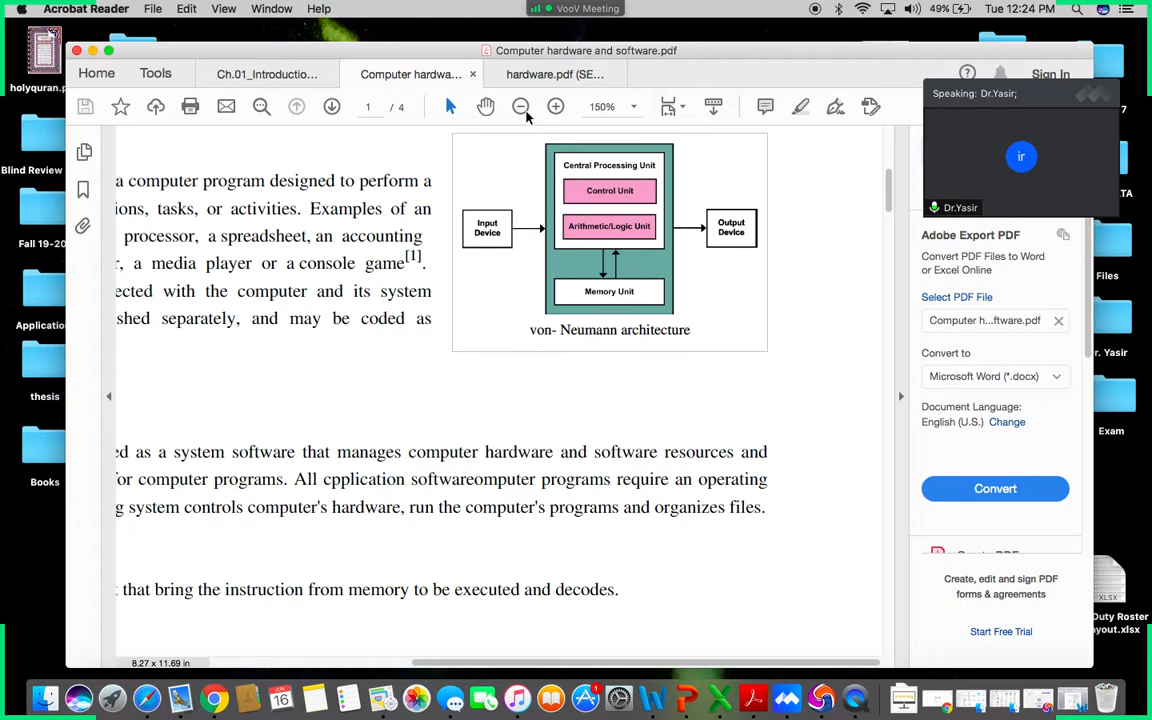 Acrobat Reader File Edit View Window Help
VooV Meeting
49% Tue 12:24 PM
Computer hardware and software.pdf
Home Tools Ch.01_Introductio... Computer hardwa... × hardware.pdf (SE... Sign In
1 / 4 150%
Speaking: Dr.Yasir;
ir
Dr.Yasir
a computer program designed to perform a
ions, tasks, or activities. Examples of an
processor, a spreadsheet, an accounting
r, a media player or a console game[1].
ected with the computer and its system
shed separately, and may be coded as
Central Processing Unit
Control Unit
Arithmetic/Logic Unit
Input
Device
Output
Device
Memory Unit
von- Neumann architecture
ed as a system software that manages computer hardware and software resources and
for computer programs. All cpplication softwareomputer programs require an operating
g system controls computer's hardware, run the computer's programs and organizes files.
that bring the instruction from memory to be executed and decodes.
8.27 x 11.69 in
Adobe Export PDF
Convert PDF Files to Word
or Excel Online
Select PDF File
Computer h...ftware.pdf
Convert to
Microsoft Word (*.docx)
Document Language:
English (U.S.) Change
Convert
Create, edit and sign PDF
forms & agreements
Start Free Trial
holyquran.p
Blind Review
Fall 19-20
Application
thesis
Books
7
TA
Files
r. Yasir
Exam
XLSX
Duty Roster
ayout.xlsx
JUN
16
1